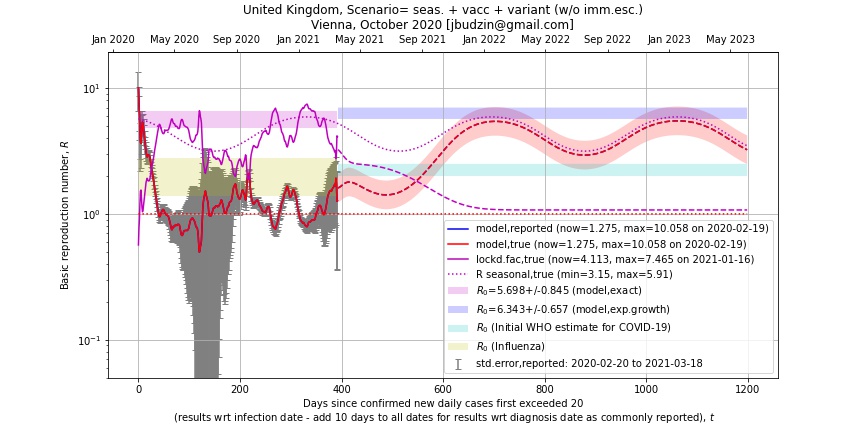 United Kingdom, Scenario= seas. + vacc + variant (w/o imm.esc.)
Vienna, October 2020 [jbudzin@gmail.com]
Jan 2020 May 2020 Sep 2020 Jan 2021 May 2021 Sep 2021 Jan 2022 May 2022 Sep 2022 Jan 2023 May 2023
Basic reproduction number, R
10¹
10⁰
10⁻¹
model,reported (now=1.275, max=10.058 on 2020-02-19)
model,true (now=1.275, max=10.058 on 2020-02-19)
lockd.fac,true (now=4.113, max=7.465 on 2021-01-16)
R seasonal,true (min=3.15, max=5.91)
R₀=5.698+/-0.845 (model,exact)
R₀=6.343+/-0.657 (model,exp.growth)
R₀ (Initial WHO estimate for COVID-19)
R₀ (Influenza)
std.error,reported: 2020-02-20 to 2021-03-18
0 200 400 600 800 1000 1200
Days since confirmed new daily cases first exceeded 20
(results wrt infection date - add 10 days to all dates for results wrt diagnosis date as commonly reported), t